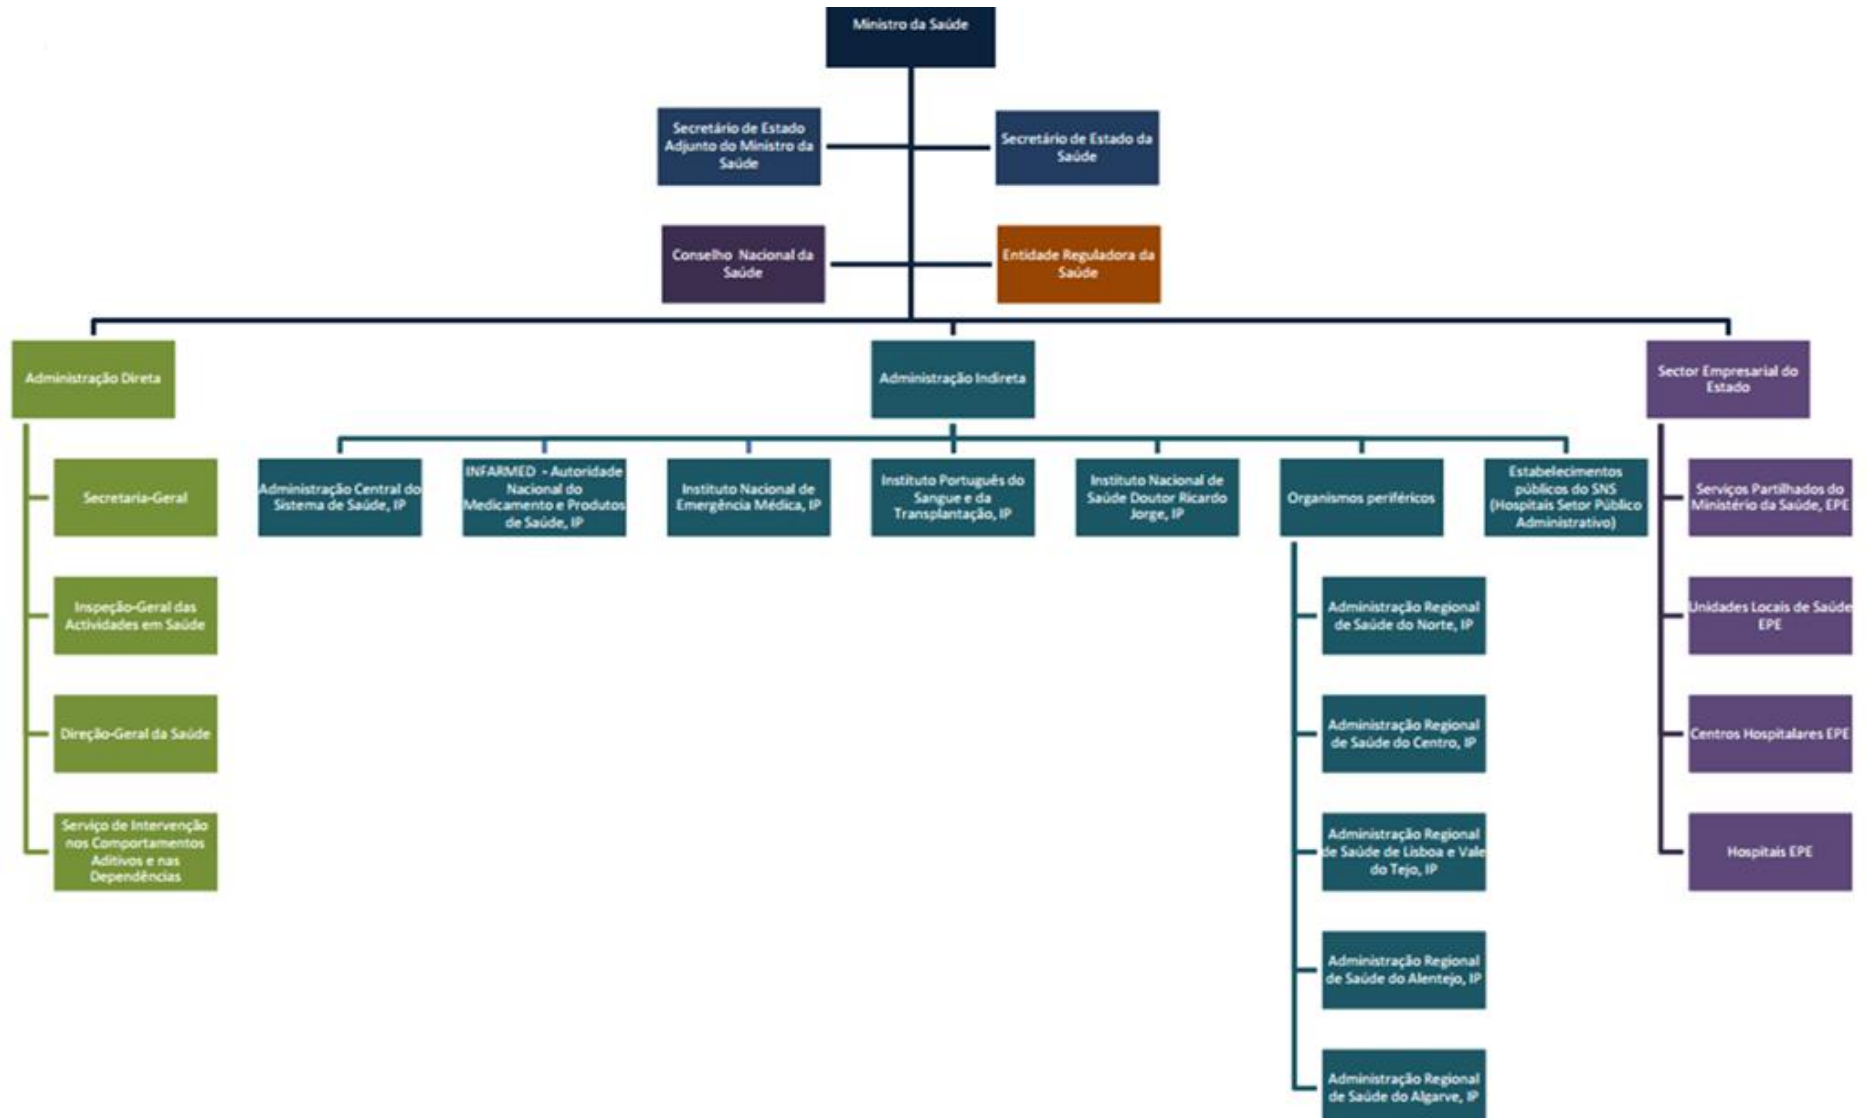 Ministro da Saúde
Secretário de Estado
Adjunto do Ministro da
Saúde
Secretário de Estado da
Saúde
Conselho Nacional da
Saúde
Entidade Reguladora da
Saúde
Administração Direta
Administração Indireta
Sector Empresarial do
Estado
Secretaria-Geral
Inspeção-Geral das
Actividades em Saúde
Direção-Geral da Saúde
Serviço de Intervenção
nos Comportamentos
Aditivos e nas
Dependências
Administração Central do
Sistema de Saúde, IP
INFARMED - Autoridade
Nacional do
Medicamento e Produtos
de Saúde, IP
Instituto Nacional de
Emergência Médica, IP
Instituto Português do
Sangue e da
Transplantação, IP
Instituto Nacional de
Saúde Doutor Ricardo
Jorge, IP
Organismos periféricos
Administração Regional
de Saúde do Norte, IP
Administração Regional
de Saúde do Centro, IP
Administração Regional
de Saúde de Lisboa e Vale
do Tejo, IP
Administração Regional
de Saúde do Alentejo, IP
Administração Regional
de Saúde do Algarve, IP
Estabelecimentos
públicos do SNS
(Hospitais Setor Público
Administrativo)
Serviços Partilhados do
Ministério da Saúde, EPE
Unidades Locais de Saúde
EPE
Centros Hospitalares EPE
Hospitais EPE